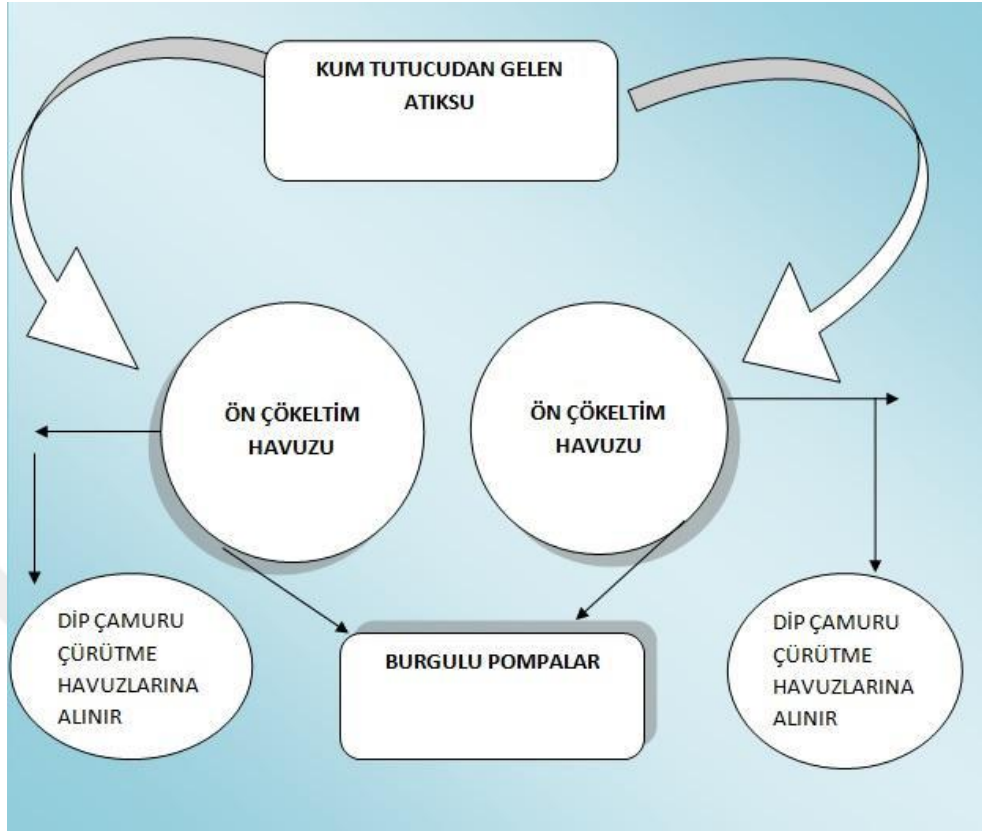 KUM TUTUCUDAN GELEN
ATIKSU
ÖN ÇÖKELTİM
HAVUZU
ÖN ÇÖKELTİM
HAVUZU
DİP ÇAMURU
ÇÜRÜTME
HAVUZLARINA
ALINIR
BURGULU POMPALAR
DİP ÇAMURU
ÇÜRÜTME
HAVUZLARINA
ALINIR